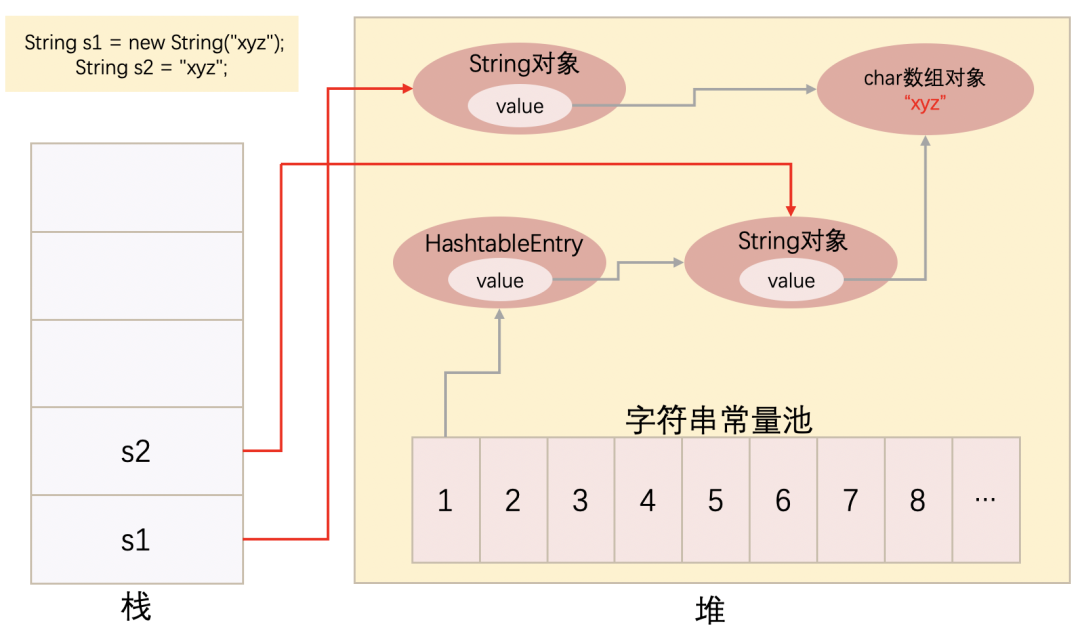 String s1 = new String("xyz");
String s2 = "xyz";
String对象
value
char数组对象
“xyz”
HashtableEntry
value
String对象
value
字符串常量池
1 2 3 4 5 6 7 8 ···
s2
s1
栈
堆